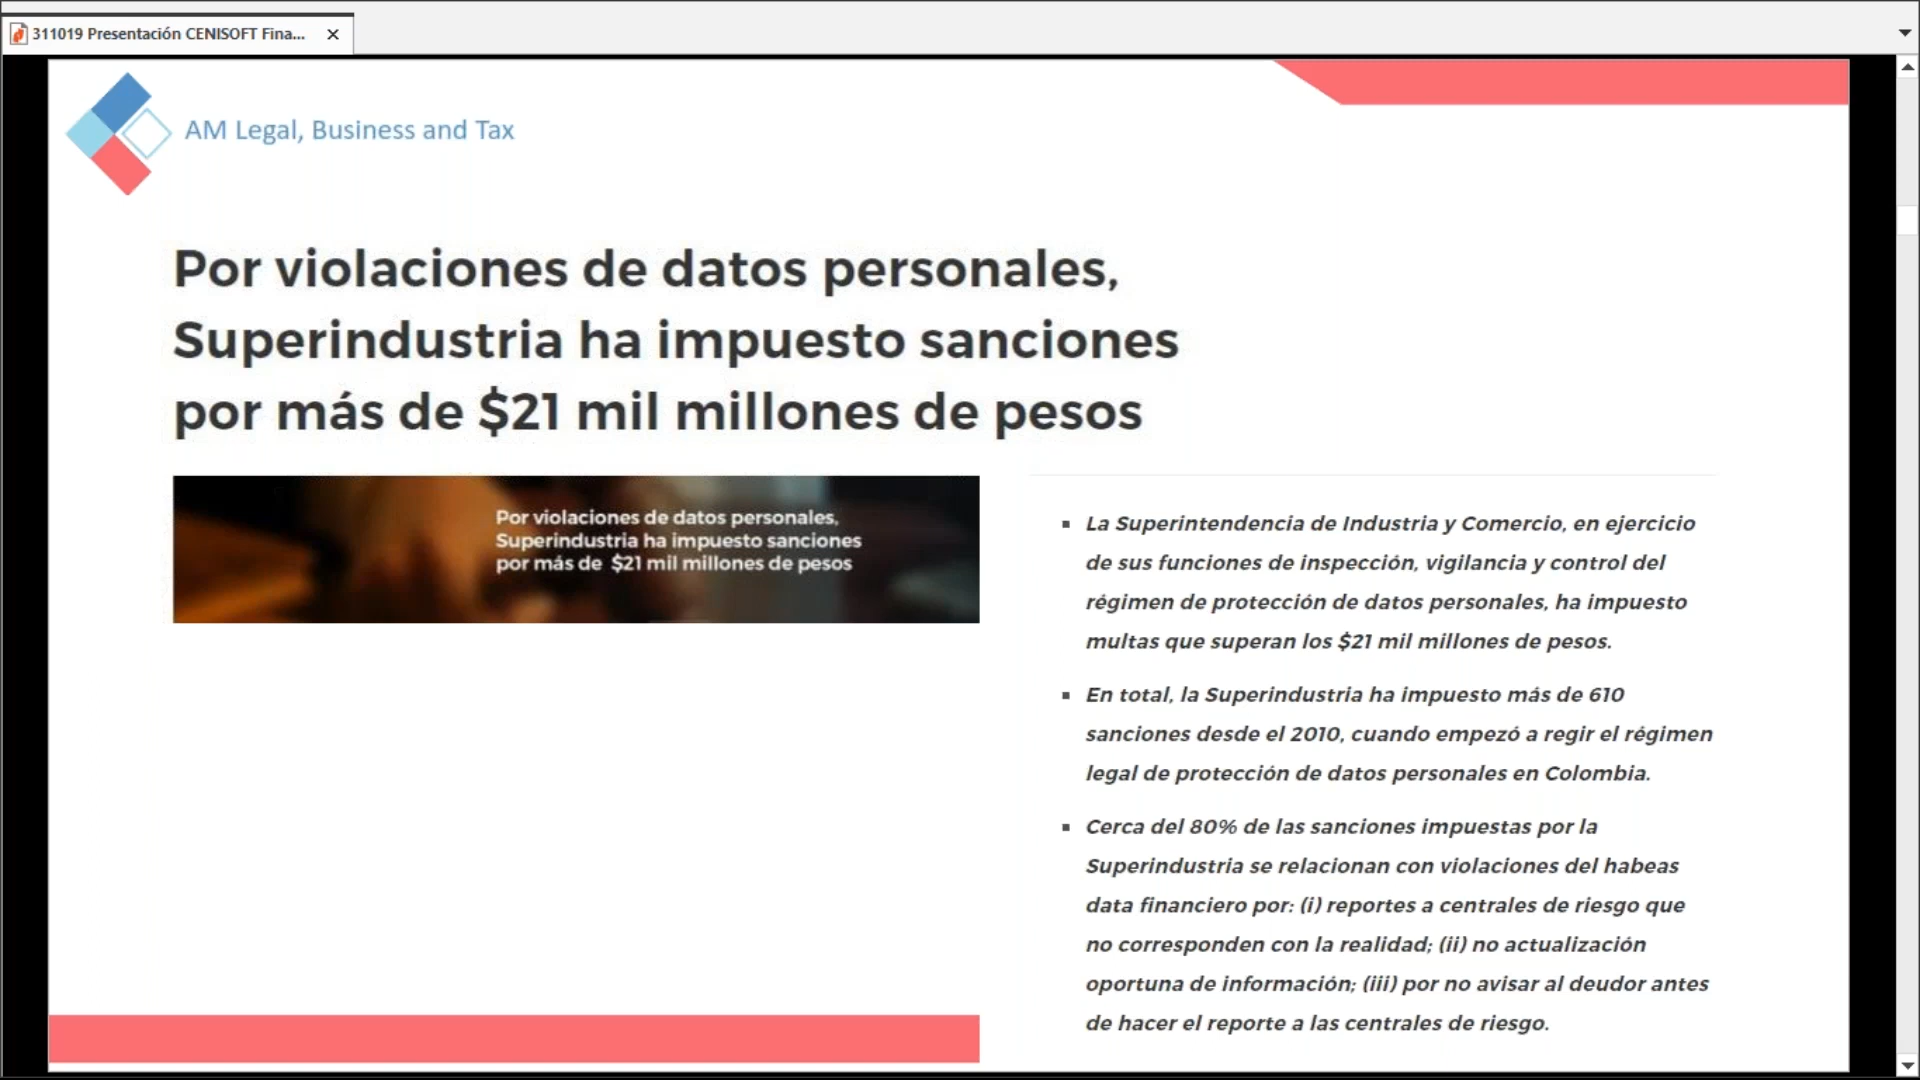 311019 Presentación CENISOFT Fina...
AM Legal, Business and Tax
Por violaciones de datos personales,
Superindustria ha impuesto sanciones
por más de $21 mil millones de pesos
Por violaciones de datos personales,
Superindustria ha impuesto sanciones
por más de $21 mil millones de pesos
La Superintendencia de Industria y Comercio, en ejercicio
de sus funciones de inspección, vigilancia y control del
régimen de protección de datos personales, ha impuesto
multas que superan los $21 mil millones de pesos.
En total, la Superindustria ha impuesto más de 610
sanciones desde el 2010, cuando empezó a regir el régimen
legal de protección de datos personales en Colombia.
Cerca del 80% de las sanciones impuestas por la
Superindustria se relacionan con violaciones del habeas
data financiero por: (i) reportes a centrales de riesgo que
no corresponden con la realidad; (ii) no actualización
oportuna de información; (iii) por no avisar al deudor antes
de hacer el reporte a las centrales de riesgo.